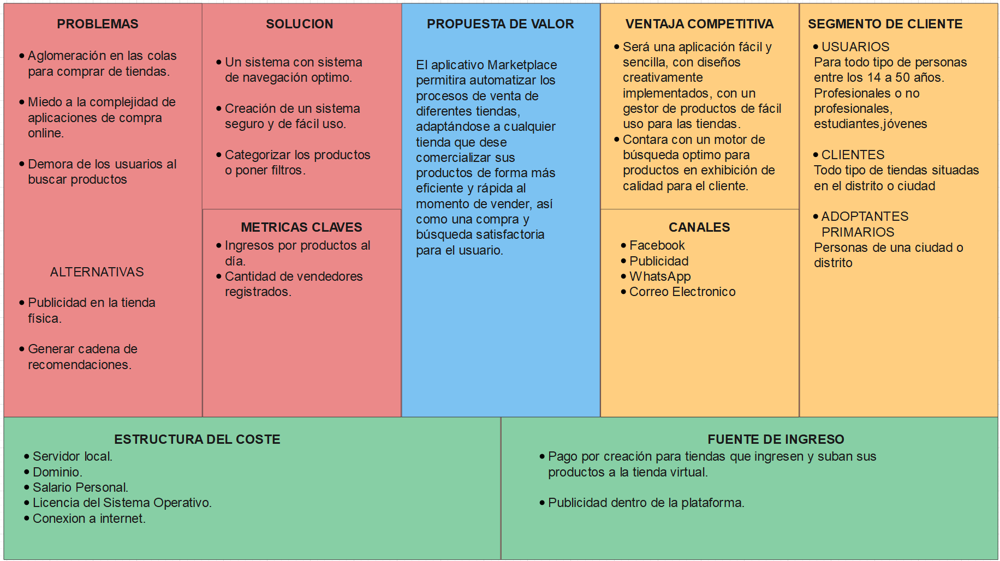 PROBLEMAS
• Aglomeración en las colas
para comprar de tiendas.
• Miedo a la complejidad de
aplicaciones de compra
online.
• Demora de los usuarios al
buscar productos
ALTERNATIVAS
• Publicidad en la tienda
física.
• Generar cadena de
recomendaciones.
SOLUCION
• Un sistema con sistema
de navegación optimo.
• Creación de un sistema
seguro y de fácil uso.
• Categorizar los productos
o poner filtros.
METRICAS CLAVES
• Ingresos por productos al
día.
• Cantidad de vendedores
registrados.
PROPUESTA DE VALOR
El aplicativo Marketplace
permitira automatizar los
procesos de venta de
diferentes tiendas,
adaptándose a cualquier
tienda que dese
comercializar sus
productos de forma más
eficiente y rápida al
momento de vender, así
como una compra y
búsqueda satisfactoria
para el usuario.
VENTAJA COMPETITIVA
• Será una aplicación fácil y
sencilla, con diseños
creativamente
implementados, con un
gestor de productos de fácil
uso para las tiendas.
• Contara con un motor de
búsqueda optimo para
productos en exhibición de
calidad para el cliente.
CANALES
• Facebook
• Publicidad
• WhatsApp
• Correo Electronico
SEGMENTO DE CLIENTE
• USUARIOS
Para todo tipo de personas
entre los 14 a 50 años.
Profesionales o no
profesionales,
estudiantes,jóvenes
• CLIENTES
Todo tipo de tiendas situadas
en el distrito o ciudad
• ADOPTANTES
PRIMARIOS
Personas de una ciudad o
distrito
ESTRUCTURA DEL COSTE
• Servidor local.
• Dominio.
• Salario Personal.
• Licencia del Sistema Operativo.
• Conexion a internet.
FUENTE DE INGRESO
• Pago por creación para tiendas que ingresen y suban sus
productos a la tienda virtual.
• Publicidad dentro de la plataforma.